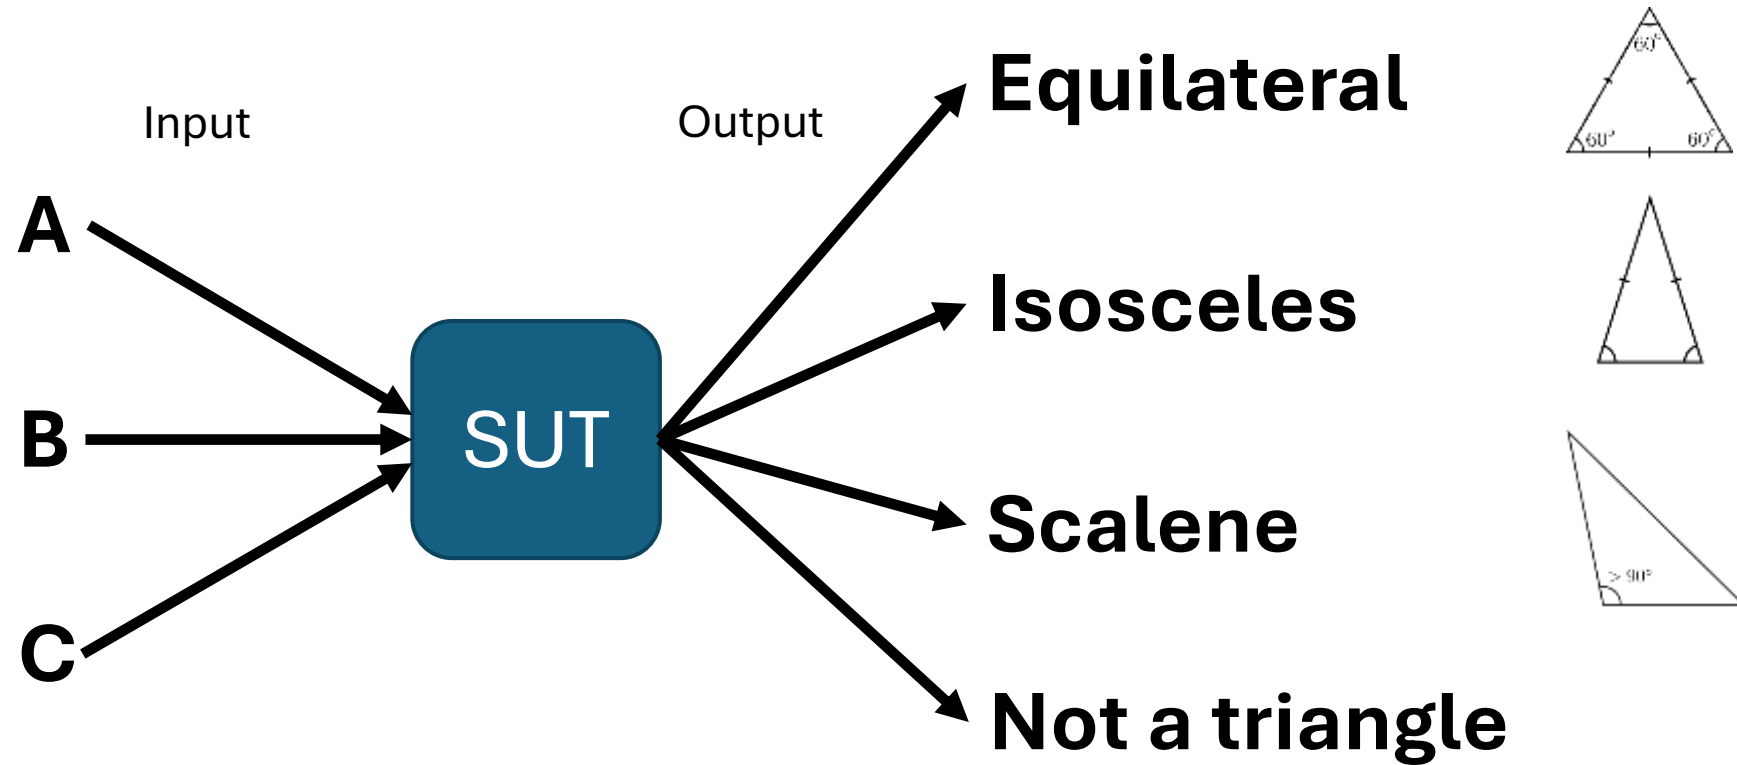 Input
Output
A
B
C
SUT
Equilateral
Isosceles
Scalene
Not a triangle
60°
60°
60°
> 90°